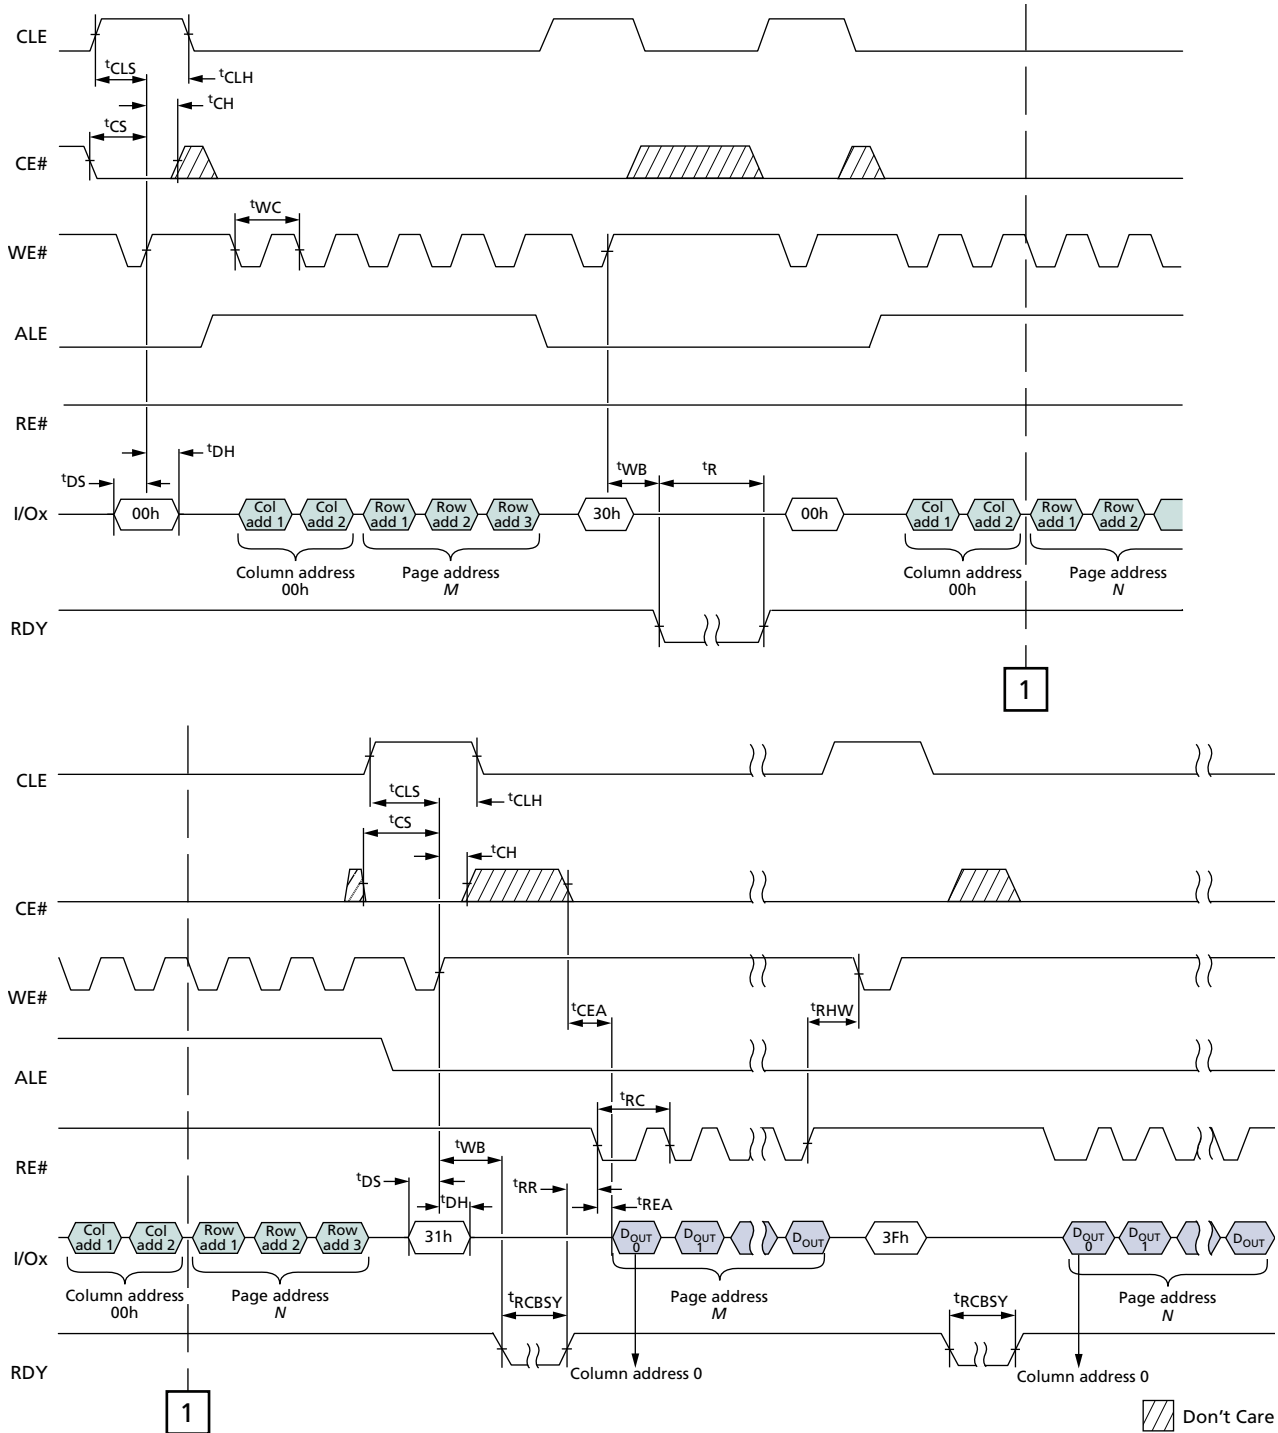 CLE
tCLS
tCLH
tCH
tCS
CE#
tWC
WE#
ALE
RE#
tDH
tDS
tWB
tR
I/Ox
00h
Col add 1
Col add 2
Row add 1
Row add 2
Row add 3
30h
00h
Col add 1
Col add 2
Row add 1
Row add 2
Column address
00h
Page address
M
Column address
00h
Page address
N
RDY
1
CLE
tCLS
tCLH
tCS
tCH
CE#
WE#
tCEA
tRHW
ALE
tRC
RE#
tWB
tDS
tDH
tRR
tREA
I/Ox
Col add 1
Col add 2
Row add 1
Row add 2
Row add 3
31h
DOUT 0
DOUT 1
DOUT
3Fh
DOUT 0
DOUT 1
DOUT
Column address
00h
Page address
N
tRCBSY
Page address
M
tRCBSY
Page address
N
RDY
Column address 0
Column address 0
1
Don't Care